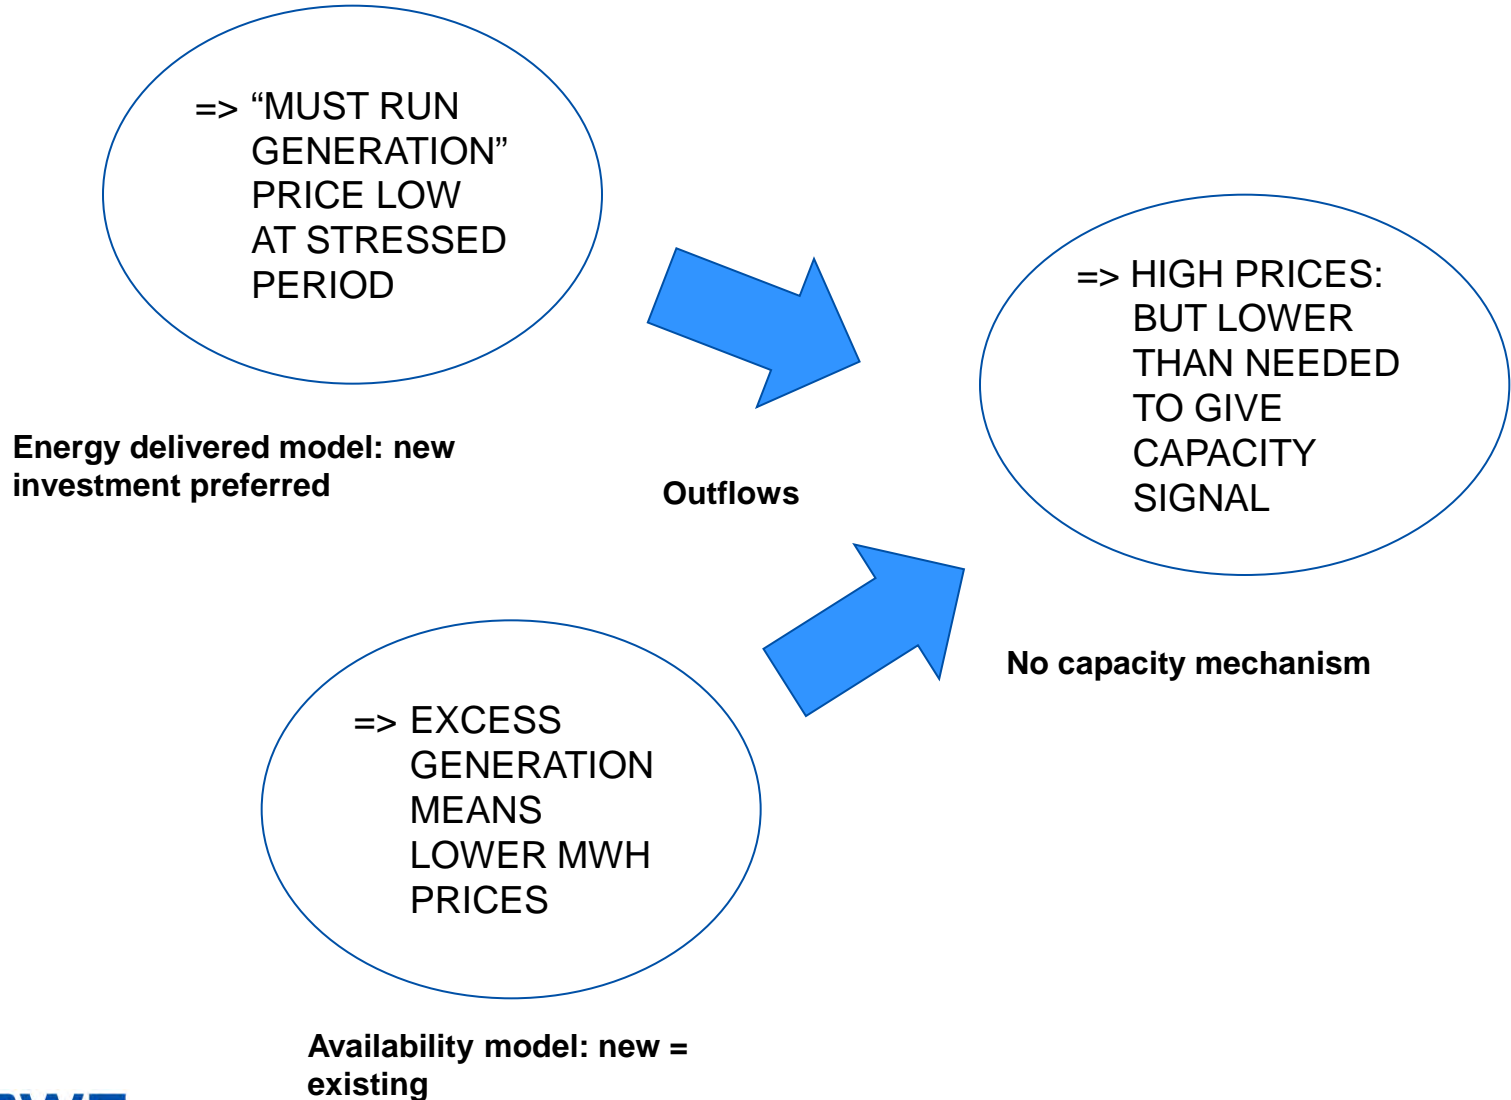 => “MUST RUN
GENERATION”
PRICE LOW
AT STRESSED
PERIOD
Energy delivered model: new
investment preferred
Outflows
=> HIGH PRICES:
BUT LOWER
THAN NEEDED
TO GIVE
CAPACITY
SIGNAL
No capacity mechanism
=> EXCESS
GENERATION
MEANS
LOWER MWH
PRICES
Availability model: new =
existing